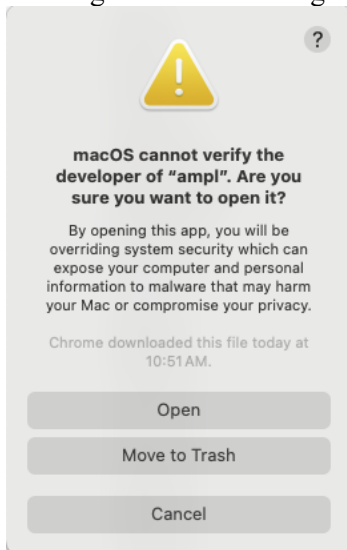 ?
macOS cannot verify the
developer of “ampl”. Are you
sure you want to open it?
By opening this app, you will be
overriding system security which can
expose your computer and personal
information to malware that may harm
your Mac or compromise your privacy.
Chrome downloaded this file today at
10:51 AM.
Open
Move to Trash
Cancel